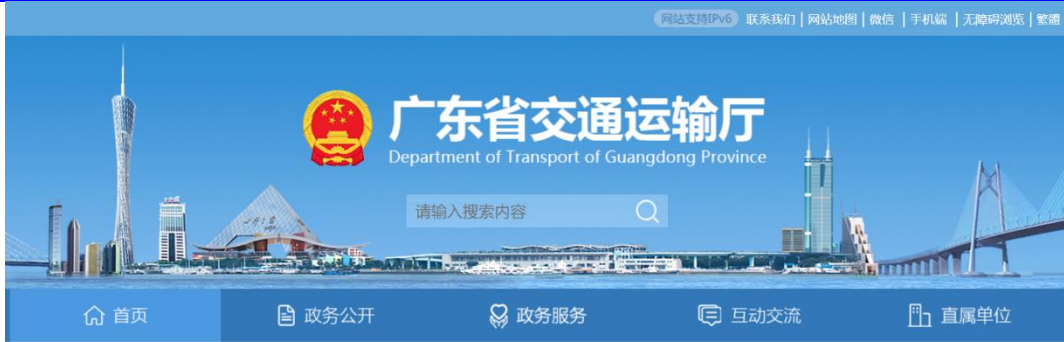 网站支持IPv6 联系我们 | 网站地图 | 微信 | 手机端 | 无障碍浏览 | 繁體
广东省交通运输厅
Department of Transport of Guangdong Province
请输入搜索内容
首页 政务公开 政务服务 互动交流 直属单位